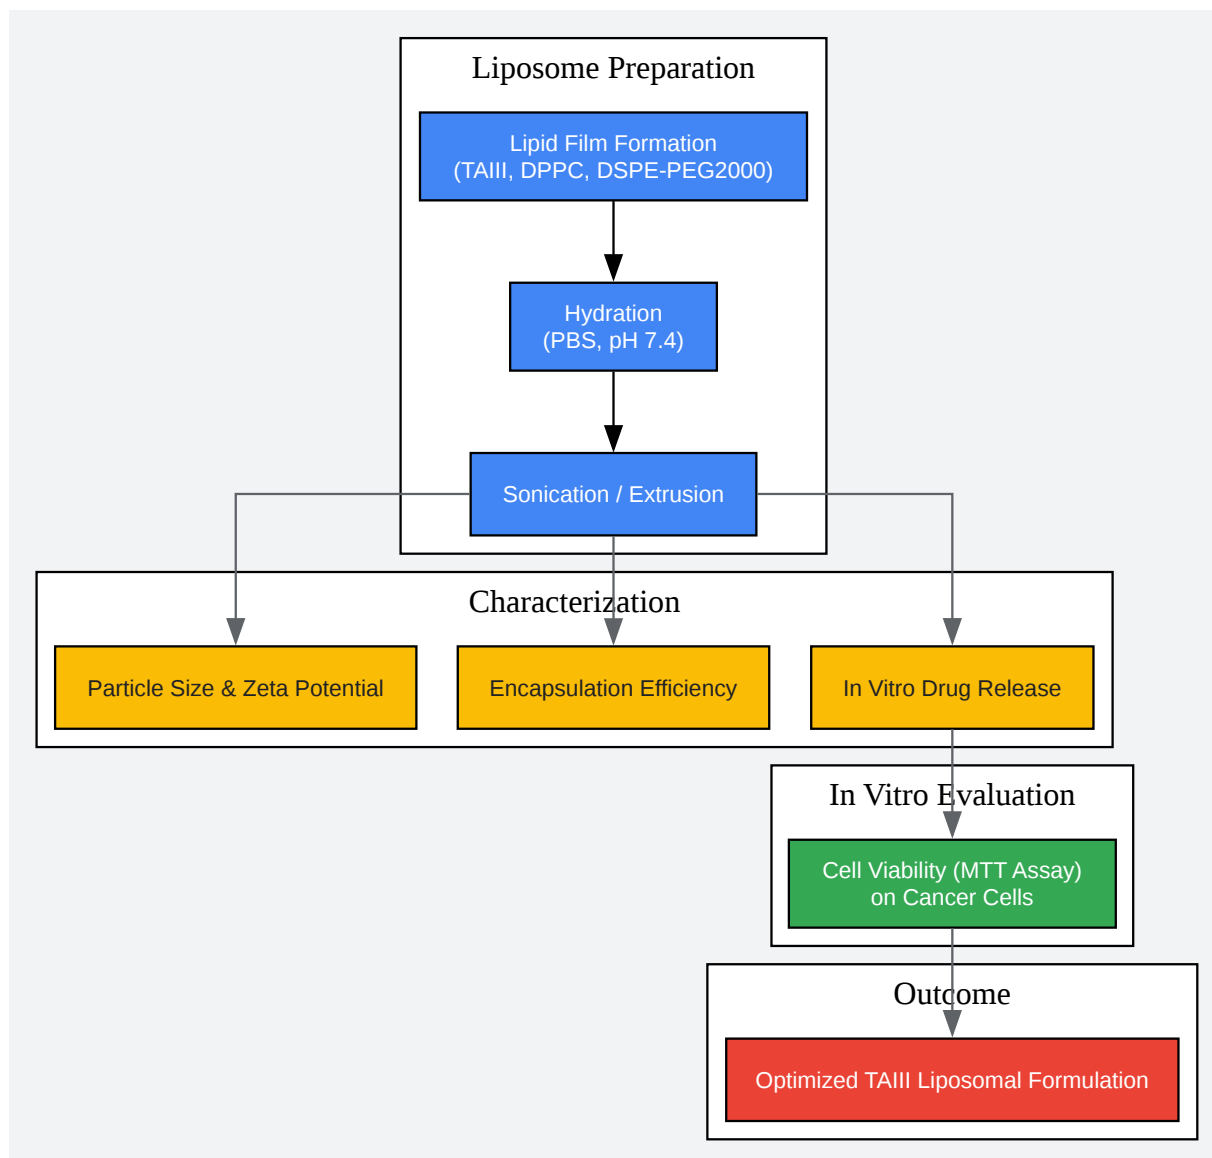 Liposome Preparation
Lipid Film Formation
(TAIII, DPPC, DSPE-PEG2000)
Hydration
(PBS, pH 7.4)
Sonication / Extrusion
Characterization
Particle Size & Zeta Potential
Encapsulation Efficiency
In Vitro Drug Release
In Vitro Evaluation
Cell Viability (MTT Assay)
on Cancer Cells
Outcome
Optimized TAIII Liposomal Formulation